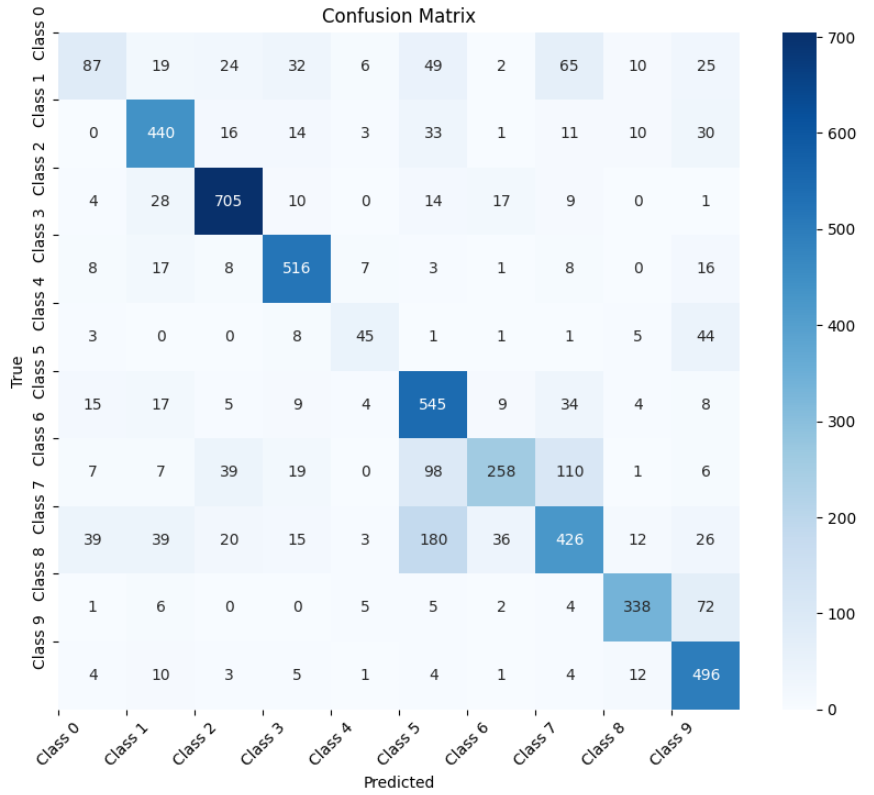 Confusion Matrix
Class 0 87 19 24 32 6 49 2 65 10 25
Class 1 0 440 16 14 3 33 1 11 10 30
Class 2 4 28 705 10 0 14 17 9 0 1
Class 3 8 17 8 516 7 3 1 8 0 16
Class 4 3 0 0 8 45 1 1 1 5 44
Class 5 15 17 5 9 4 545 9 34 4 8
Class 6 7 7 39 19 0 98 258 110 1 6
Class 7 39 39 20 15 3 180 36 426 12 26
Class 8 1 6 0 0 5 5 2 4 338 72
Class 9 4 10 3 5 1 4 1 4 12 496
True
Class 0 Class 1 Class 2 Class 3 Class 4 Class 5 Class 6 Class 7 Class 8 Class 9
Predicted
700
600
500
400
300
200
100
0